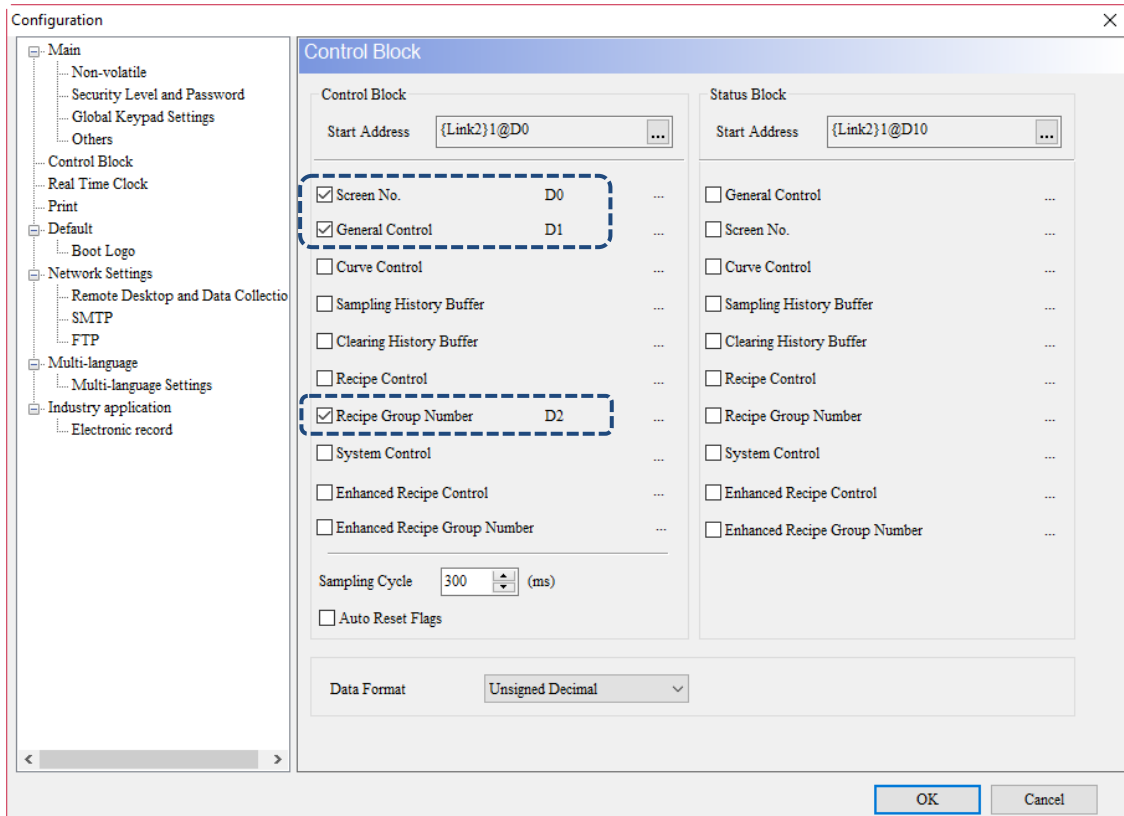 Configuration
Main
Non-volatile
Security Level and Password
Global Keypad Settings
Others
Control Block
Real Time Clock
Print
Default
Boot Logo
Network Settings
Remote Desktop and Data Collectio
SMTP
FTP
Multi-language
Multi-language Settings
Industry application
Electronic record
Control Block
Control Block
Start Address {Link2}1@D0 ...
Screen No. D0 ...
General Control D1 ...
Curve Control ...
Sampling History Buffer ...
Clearing History Buffer ...
Recipe Control ...
Recipe Group Number D2 ...
System Control ...
Enhanced Recipe Control ...
Enhanced Recipe Group Number ...
Sampling Cycle 300 (ms)
Auto Reset Flags
Status Block
Start Address {Link2}1@D10 ...
General Control ...
Screen No. ...
Curve Control ...
Sampling History Buffer ...
Clearing History Buffer ...
Recipe Control ...
Recipe Group Number ...
System Control ...
Enhanced Recipe Control ...
Enhanced Recipe Group Number ...
Data Format Unsigned Decimal
OK Cancel